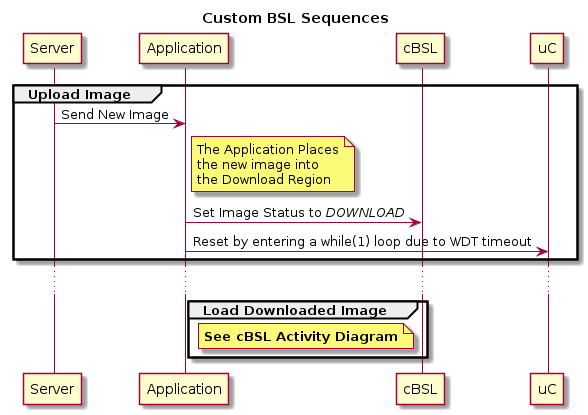 Custom BSL Sequences
Server
Application
cBSL
uC
Upload Image
Send New Image
The Application Places
the new image into
the Download Region
Set Image Status to DOWNLOAD
Reset by entering a while(1) loop due to WDT timeout
Load Downloaded Image
See cBSL Activity Diagram
Server
Application
cBSL
uC